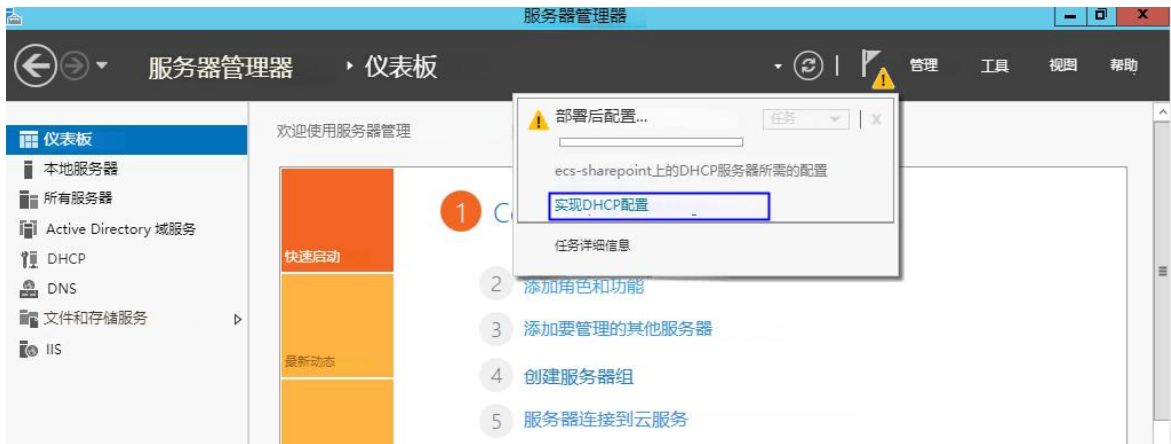 服务器管理器
服务器管理器 仪表板
管理 工具 视图 帮助
仪表板
本地服务器
所有服务器
Active Directory 域服务
DHCP
DNS
文件和存储服务
IIS
欢迎使用服务器管理
快速启动
最新动态
1 C
2 添加角色和功能
3 添加要管理的其他服务器
4 创建服务器组
5 服务器连接到云服务
部署后配置...
任务
x
ecs-sharepoint上的DHCP服务器所需的配置
实现DHCP配置
任务详细信息